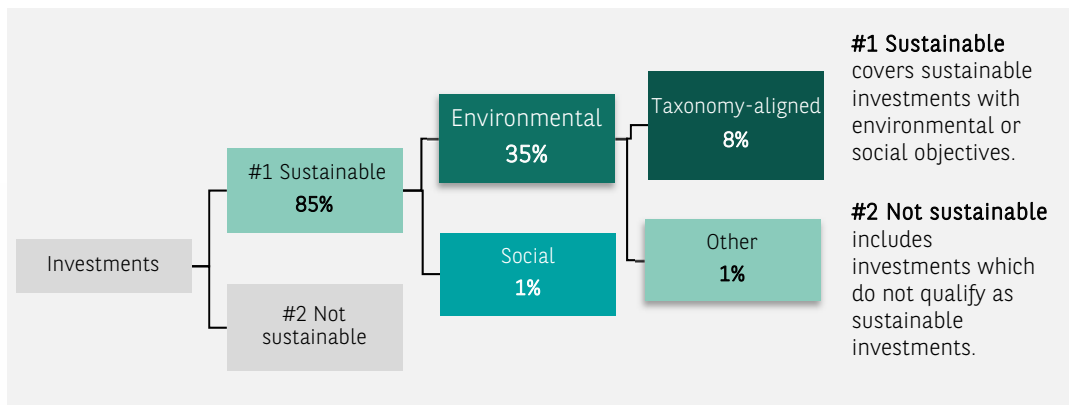 Investments
#1 Sustainable
85%
#2 Not
sustainable
Environmental
35%
Social
1%
Taxonomy-aligned
8%
Other
1%
#1 Sustainable
covers sustainable
investments with
environmental or
social objectives.
#2 Not sustainable
includes
investments which
do not qualify as
sustainable
investments.